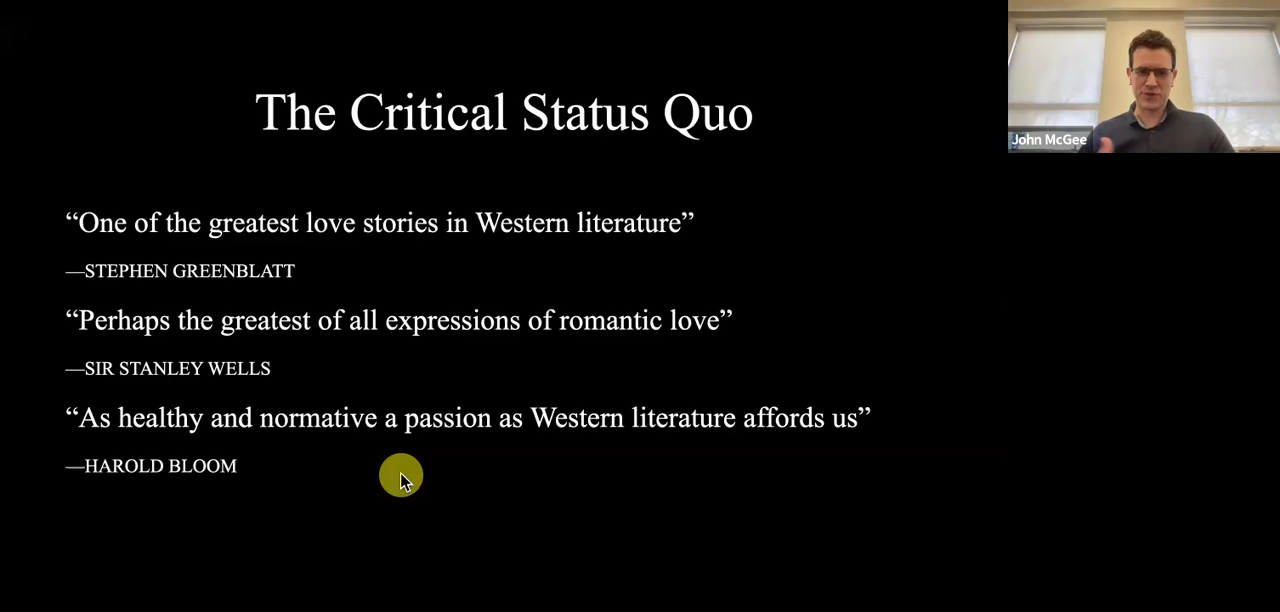 The Critical Status Quo
John McGee
“One of the greatest love stories in Western literature”
—STEPHEN GREENBLATT
“Perhaps the greatest of all expressions of romantic love”
—SIR STANLEY WELLS
“As healthy and normative a passion as Western literature affords us”
—HAROLD BLOOM